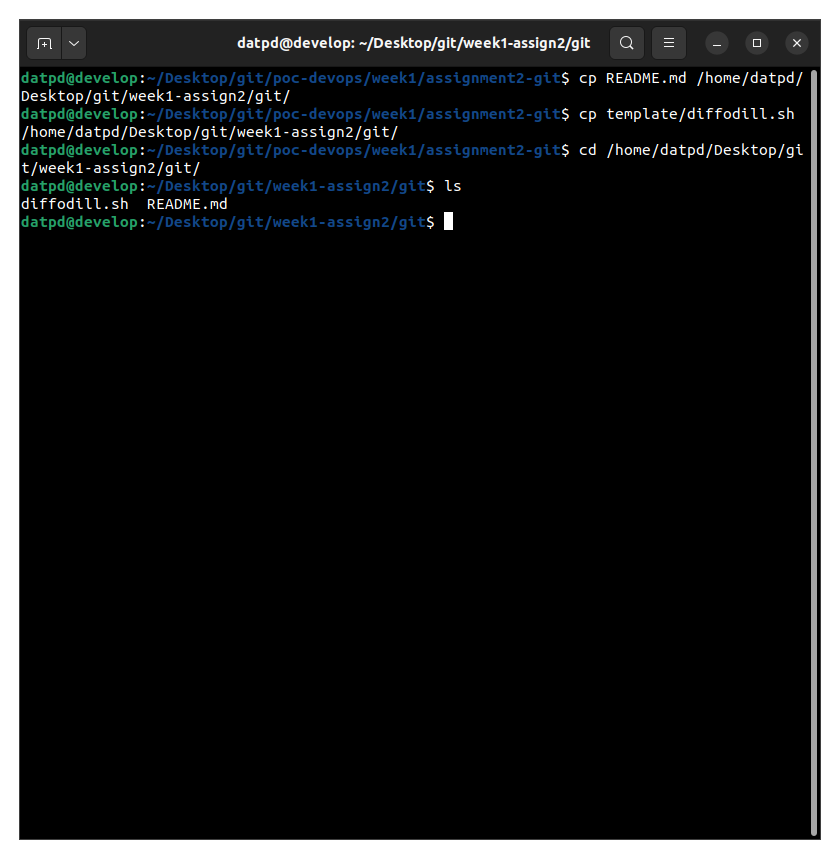 datpd@develop: ~/Desktop/git/week1-assign2/git
datpd@develop:~/Desktop/git/poc-devops/week1/assignment2-git$ cp README.md /home/datpd/
Desktop/git/week1-assign2/git/
datpd@develop:~/Desktop/git/poc-devops/week1/assignment2-git$ cp template/diffodill.sh
/home/datpd/Desktop/git/week1-assign2/git/
datpd@develop:~/Desktop/git/poc-devops/week1/assignment2-git$ cd /home/datpd/Desktop/gi
t/week1-assign2/git/
datpd@develop:~/Desktop/git/week1-assign2/git$ ls
diffodill.sh  README.md
datpd@develop:~/Desktop/git/week1-assign2/git$